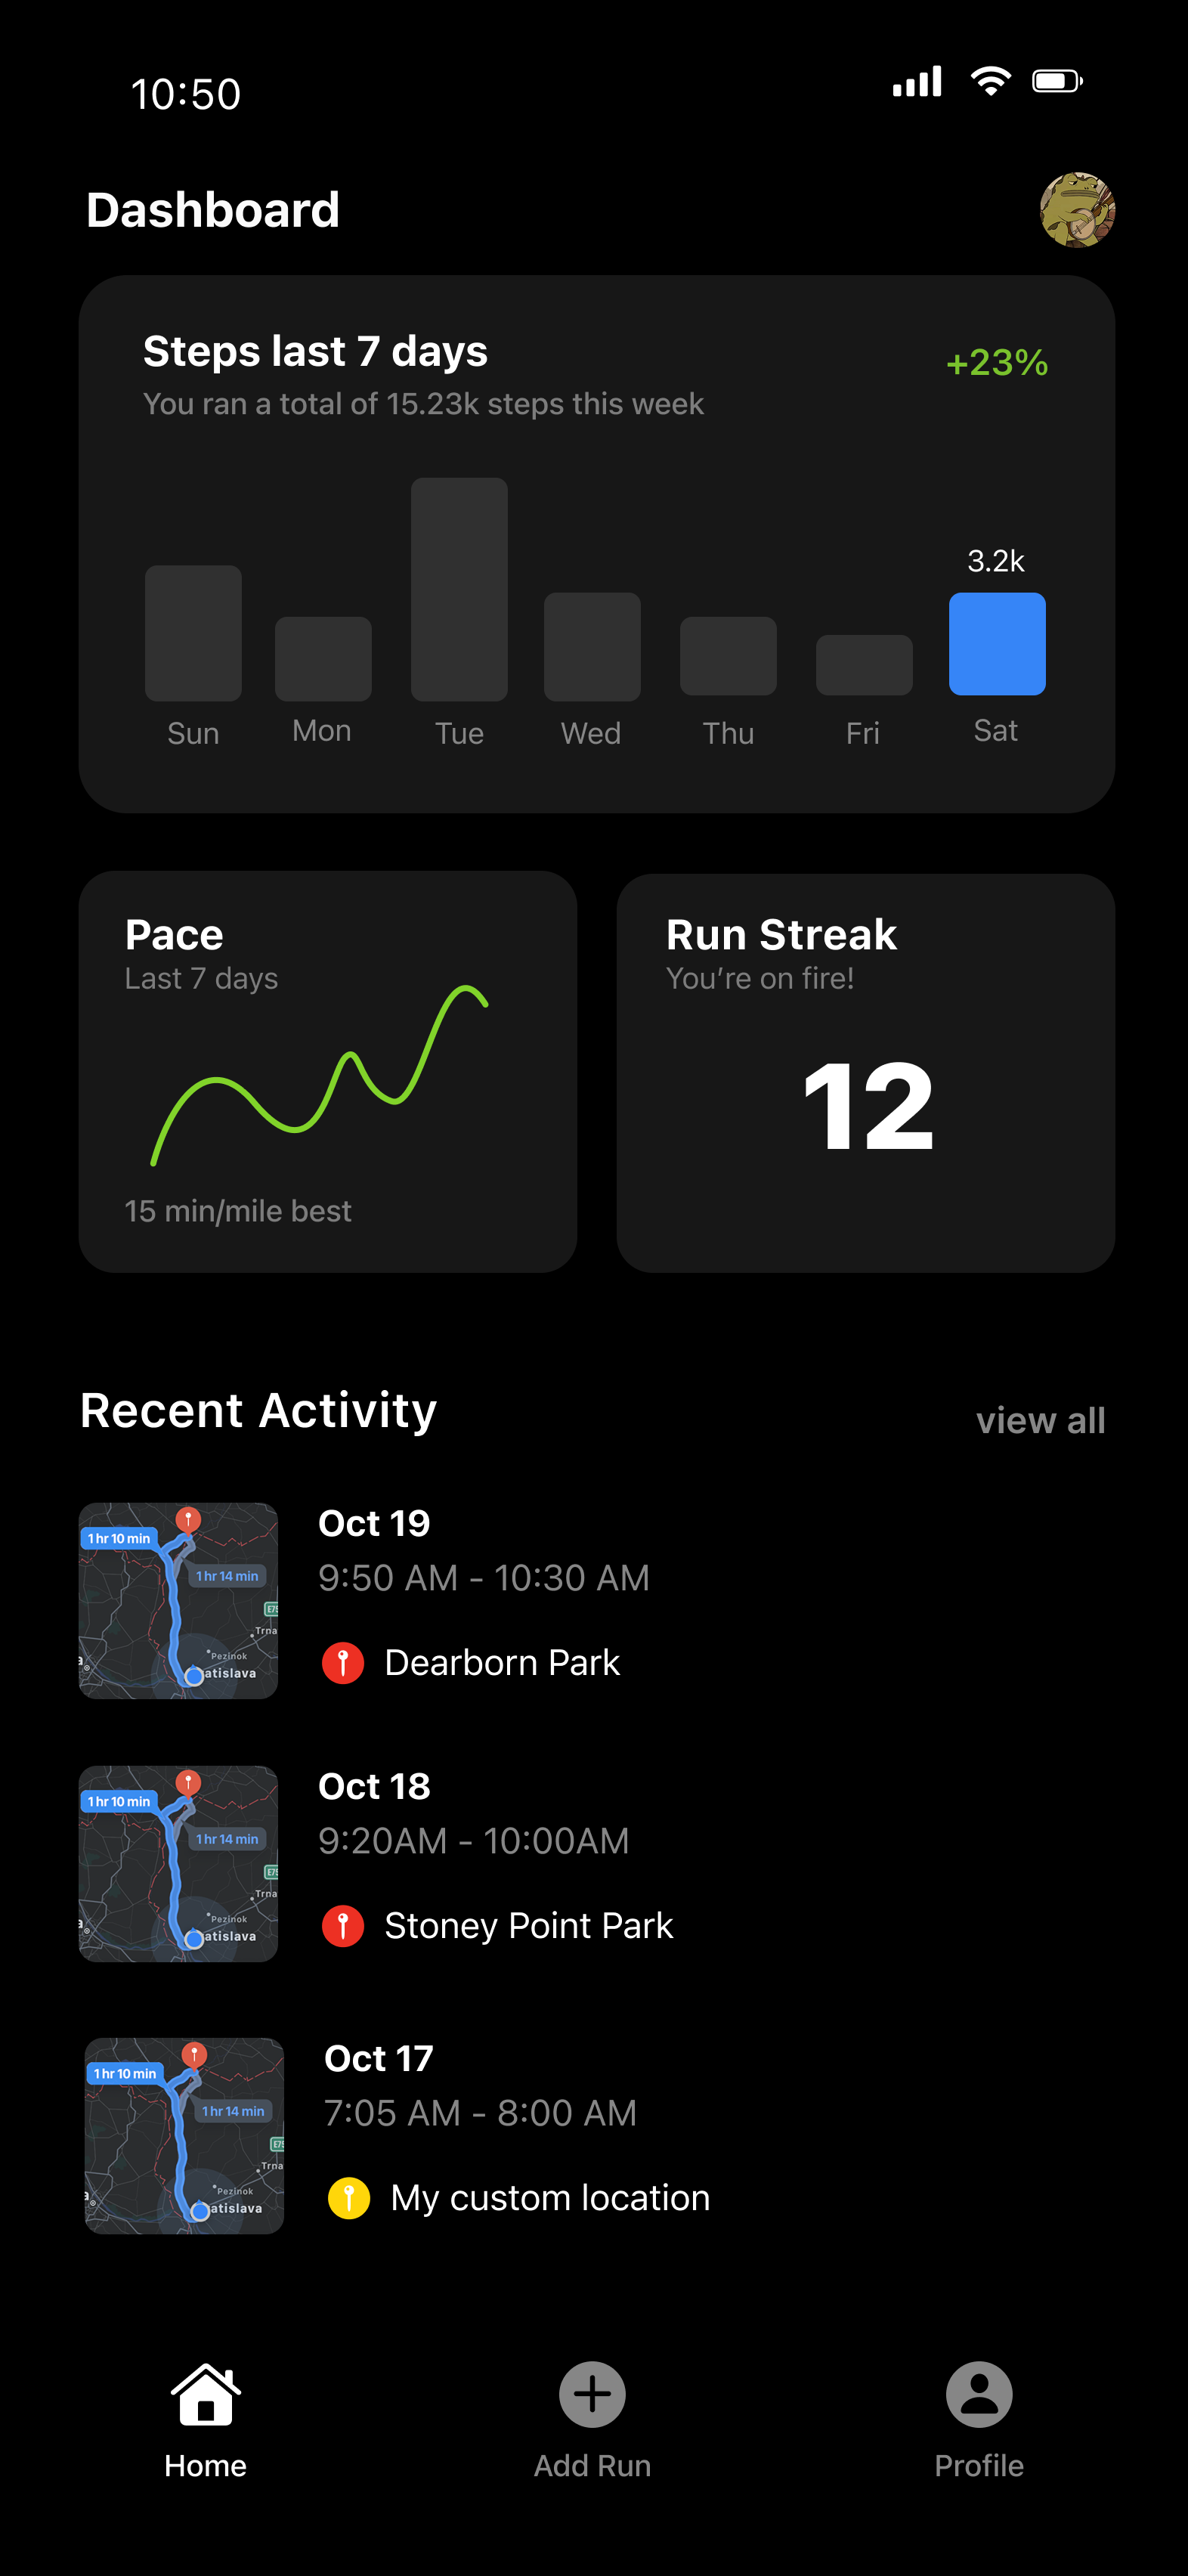 10:50
Dashboard
Steps last 7 days
+23%
You ran a total of 15.23k steps this week
3.2k
Sun Mon Tue Wed Thu Fri Sat
Pace
Last 7 days
15 min/mile best
Run Streak
You’re on fire!
12
Recent Activity
view all
1 hr 10 min
1 hr 14 min
E75
Trna
Pezinok
atislava
Oct 19
9:50 AM - 10:30 AM
Dearborn Park
1 hr 10 min
1 hr 14 min
E75
Trna
Pezinok
atislava
Oct 18
9:20AM - 10:00AM
Stoney Point Park
1 hr 10 min
1 hr 14 min
E75
Trna
Pezinok
atislava
Oct 17
7:05 AM - 8:00 AM
My custom location
Home
Add Run
Profile